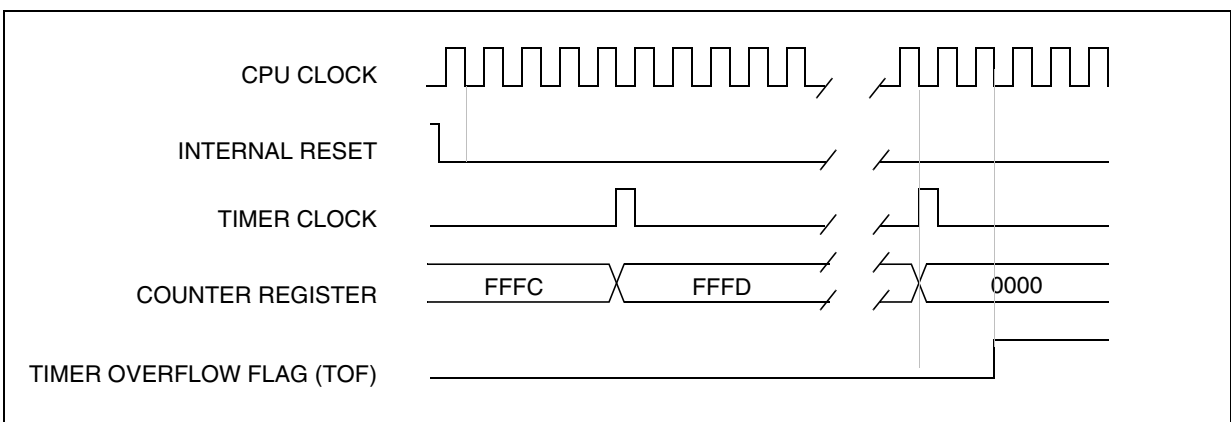 CPU CLOCK
INTERNAL RESET
TIMER CLOCK
COUNTER REGISTER
FFFC
FFFD
0000
TIMER OVERFLOW FLAG (TOF)